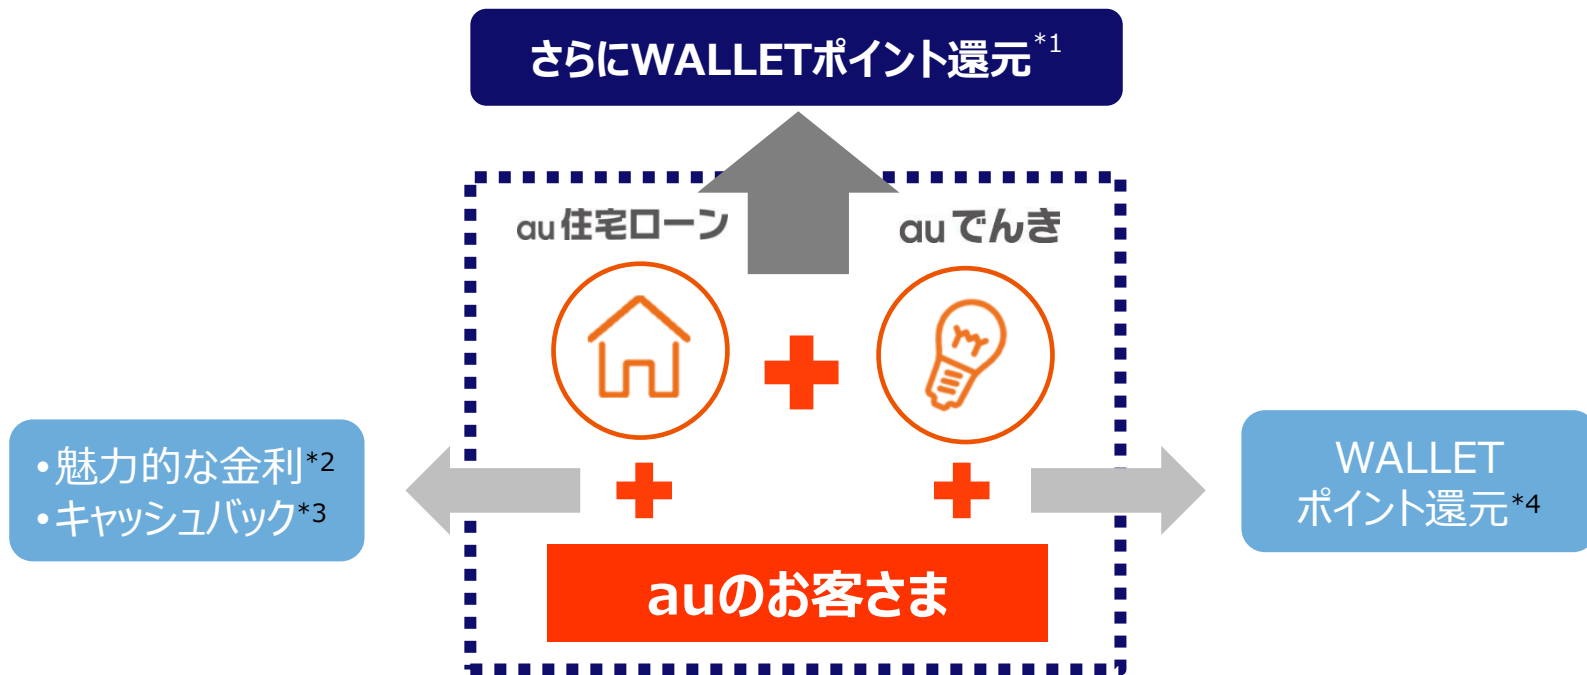 さらにWALLETポイント還元*1
au住宅ローン
auでんき
・魅力的な金利*2
・キャッシュバック*3
WALLET
ポイント還元*4
auのお客さま